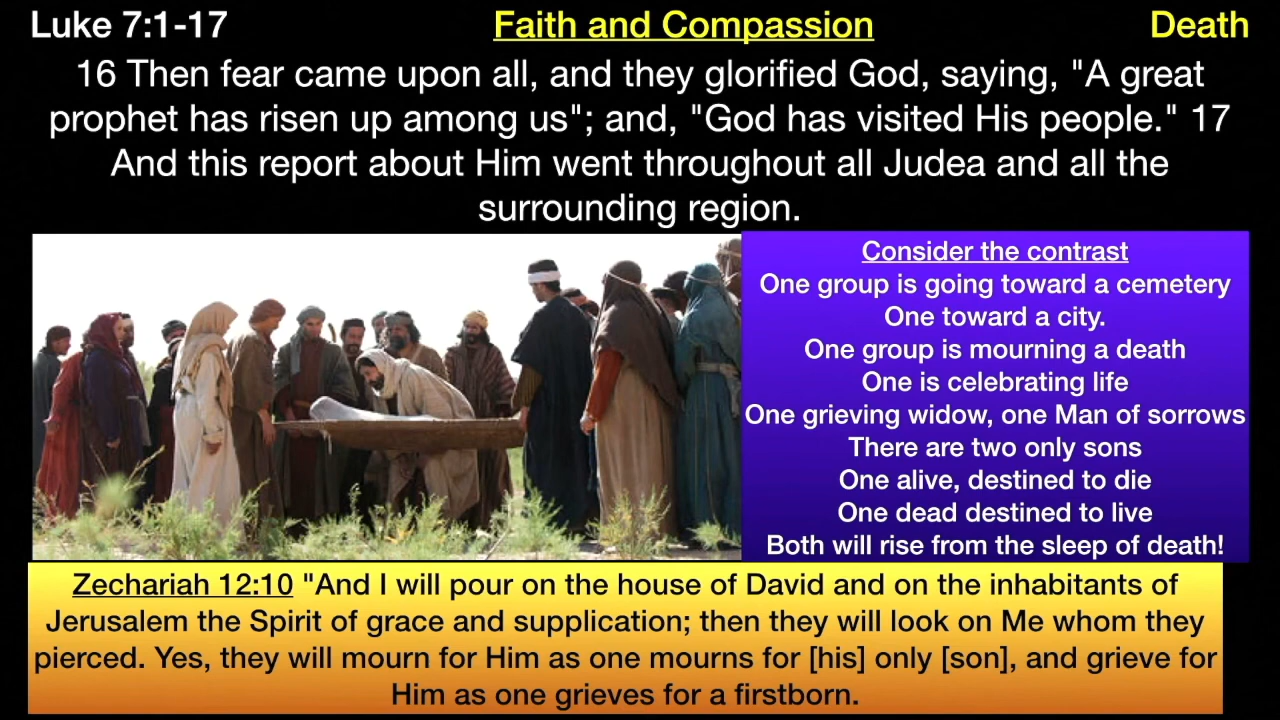 Luke 7:1-17 Faith and Compassion Death
16 Then fear came upon all, and they glorified God, saying, "A great
prophet has risen up among us"; and, "God has visited His people." 17
And this report about Him went throughout all Judea and all the
surrounding region.
Consider the contrast
One group is going toward a cemetery
One toward a city.
One group is mourning a death
One is celebrating life
One grieving widow, one Man of sorrows
There are two only sons
One alive, destined to die
One dead destined to live
Both will rise from the sleep of death!
Zechariah 12:10 "And I will pour on the house of David and on the inhabitants of
Jerusalem the Spirit of grace and supplication; then they will look on Me whom they
pierced. Yes, they will mourn for Him as one mourns for [his] only [son], and grieve for
Him as one grieves for a firstborn.